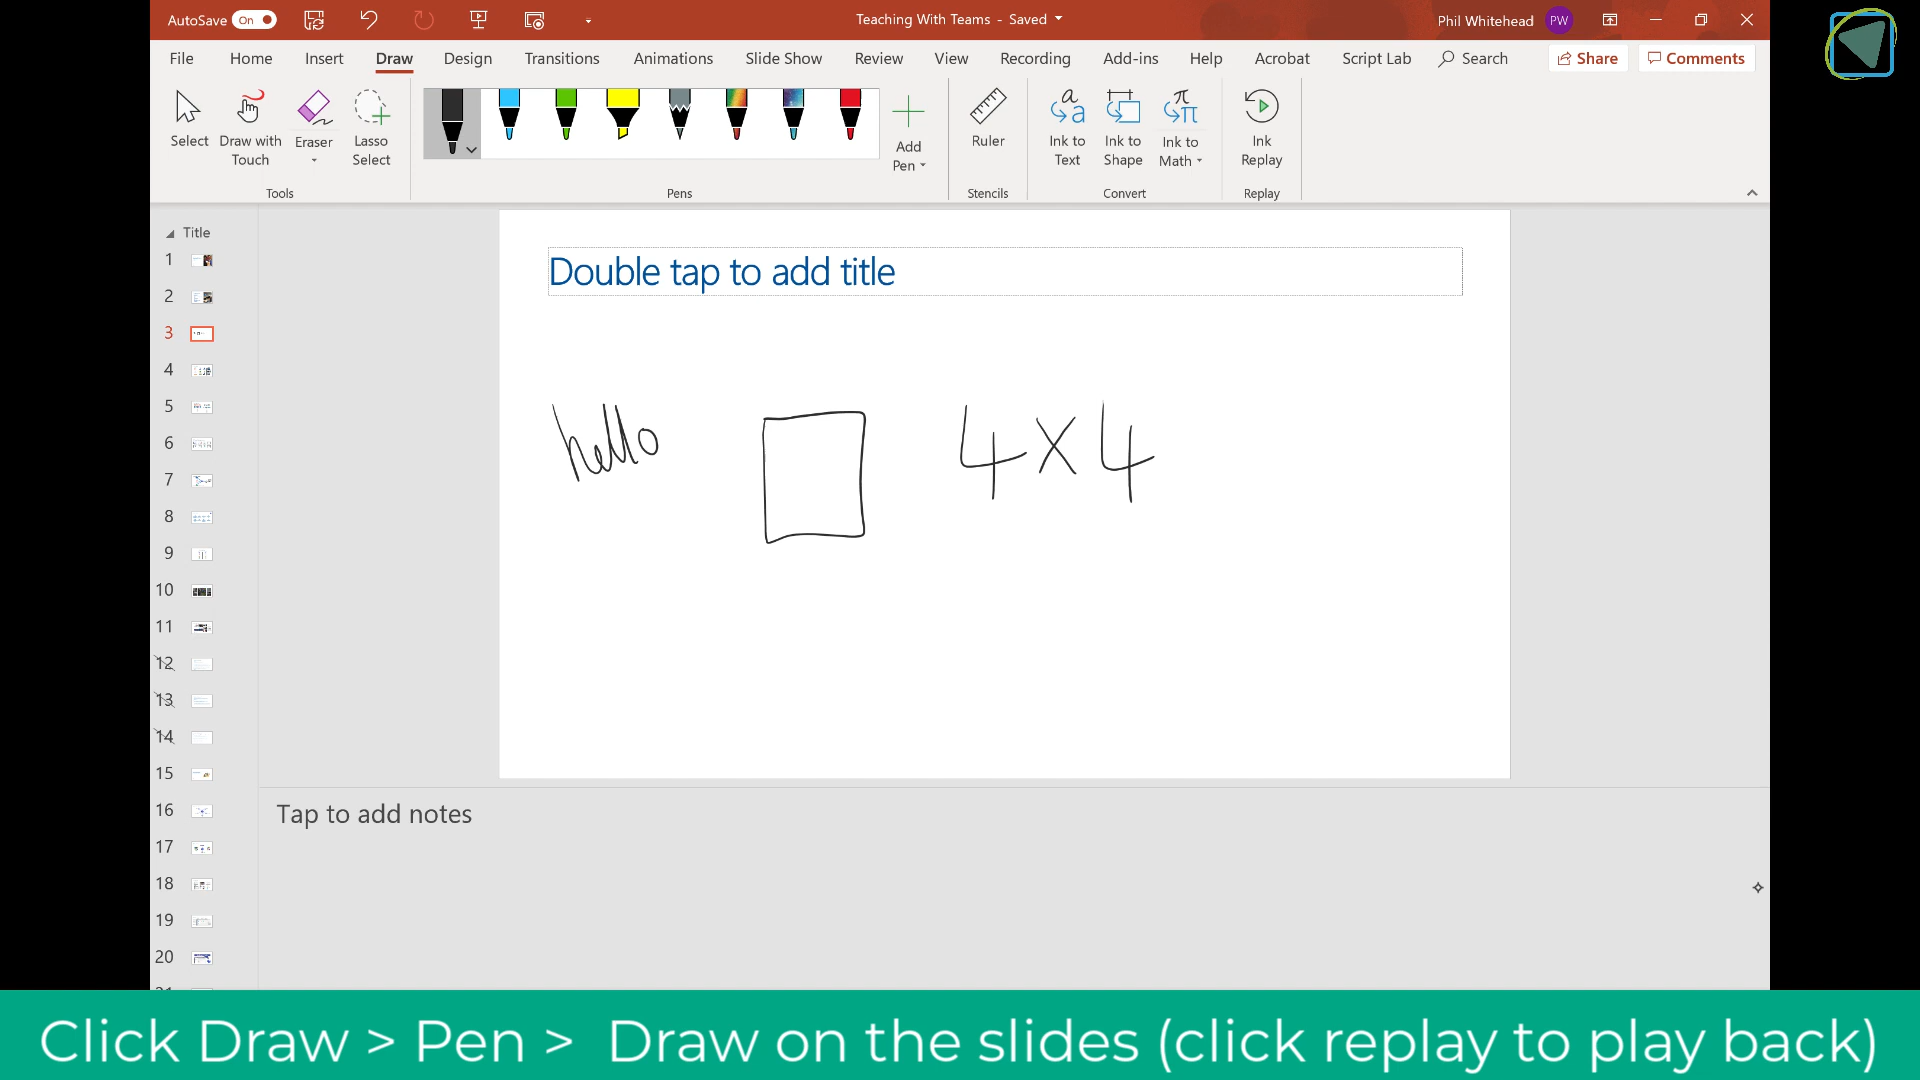 AutoSave On Teaching With Teams - Saved Phil Whitehead PW
File Home Insert Draw Design Transitions Animations Slide Show Review View Recording Add-ins Help Acrobat Script Lab Search Share Comments
Select Draw with Touch Eraser Lasso Select Add Pen Ruler Ink to Text Ink to Shape Ink to Math Ink Replay
Tools Pens Stencils Convert Replay
Title
1
2
3
4
5
6
7
8
9
10
11
12
13
14
15
16
17
18
19
20
Double tap to add title
hello 4 X 4
Tap to add notes
Click Draw > Pen > Draw on the slides (click replay to play back)